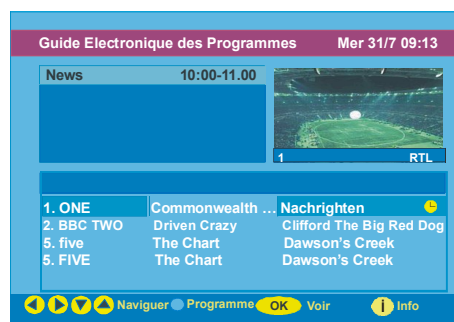 Guide Electronique des Programmes Mer 31/7 09:13
News 10:00-11.00
1 RTL
1. ONE Commonwealth ... Nachrighten
2. BBC TWO Driven Crazy Clifford The Big Red Dog
5. five The Chart Dawson's Creek
5. FIVE The Chart Dawson's Creek
Naviguer Programme OK Voir i Info